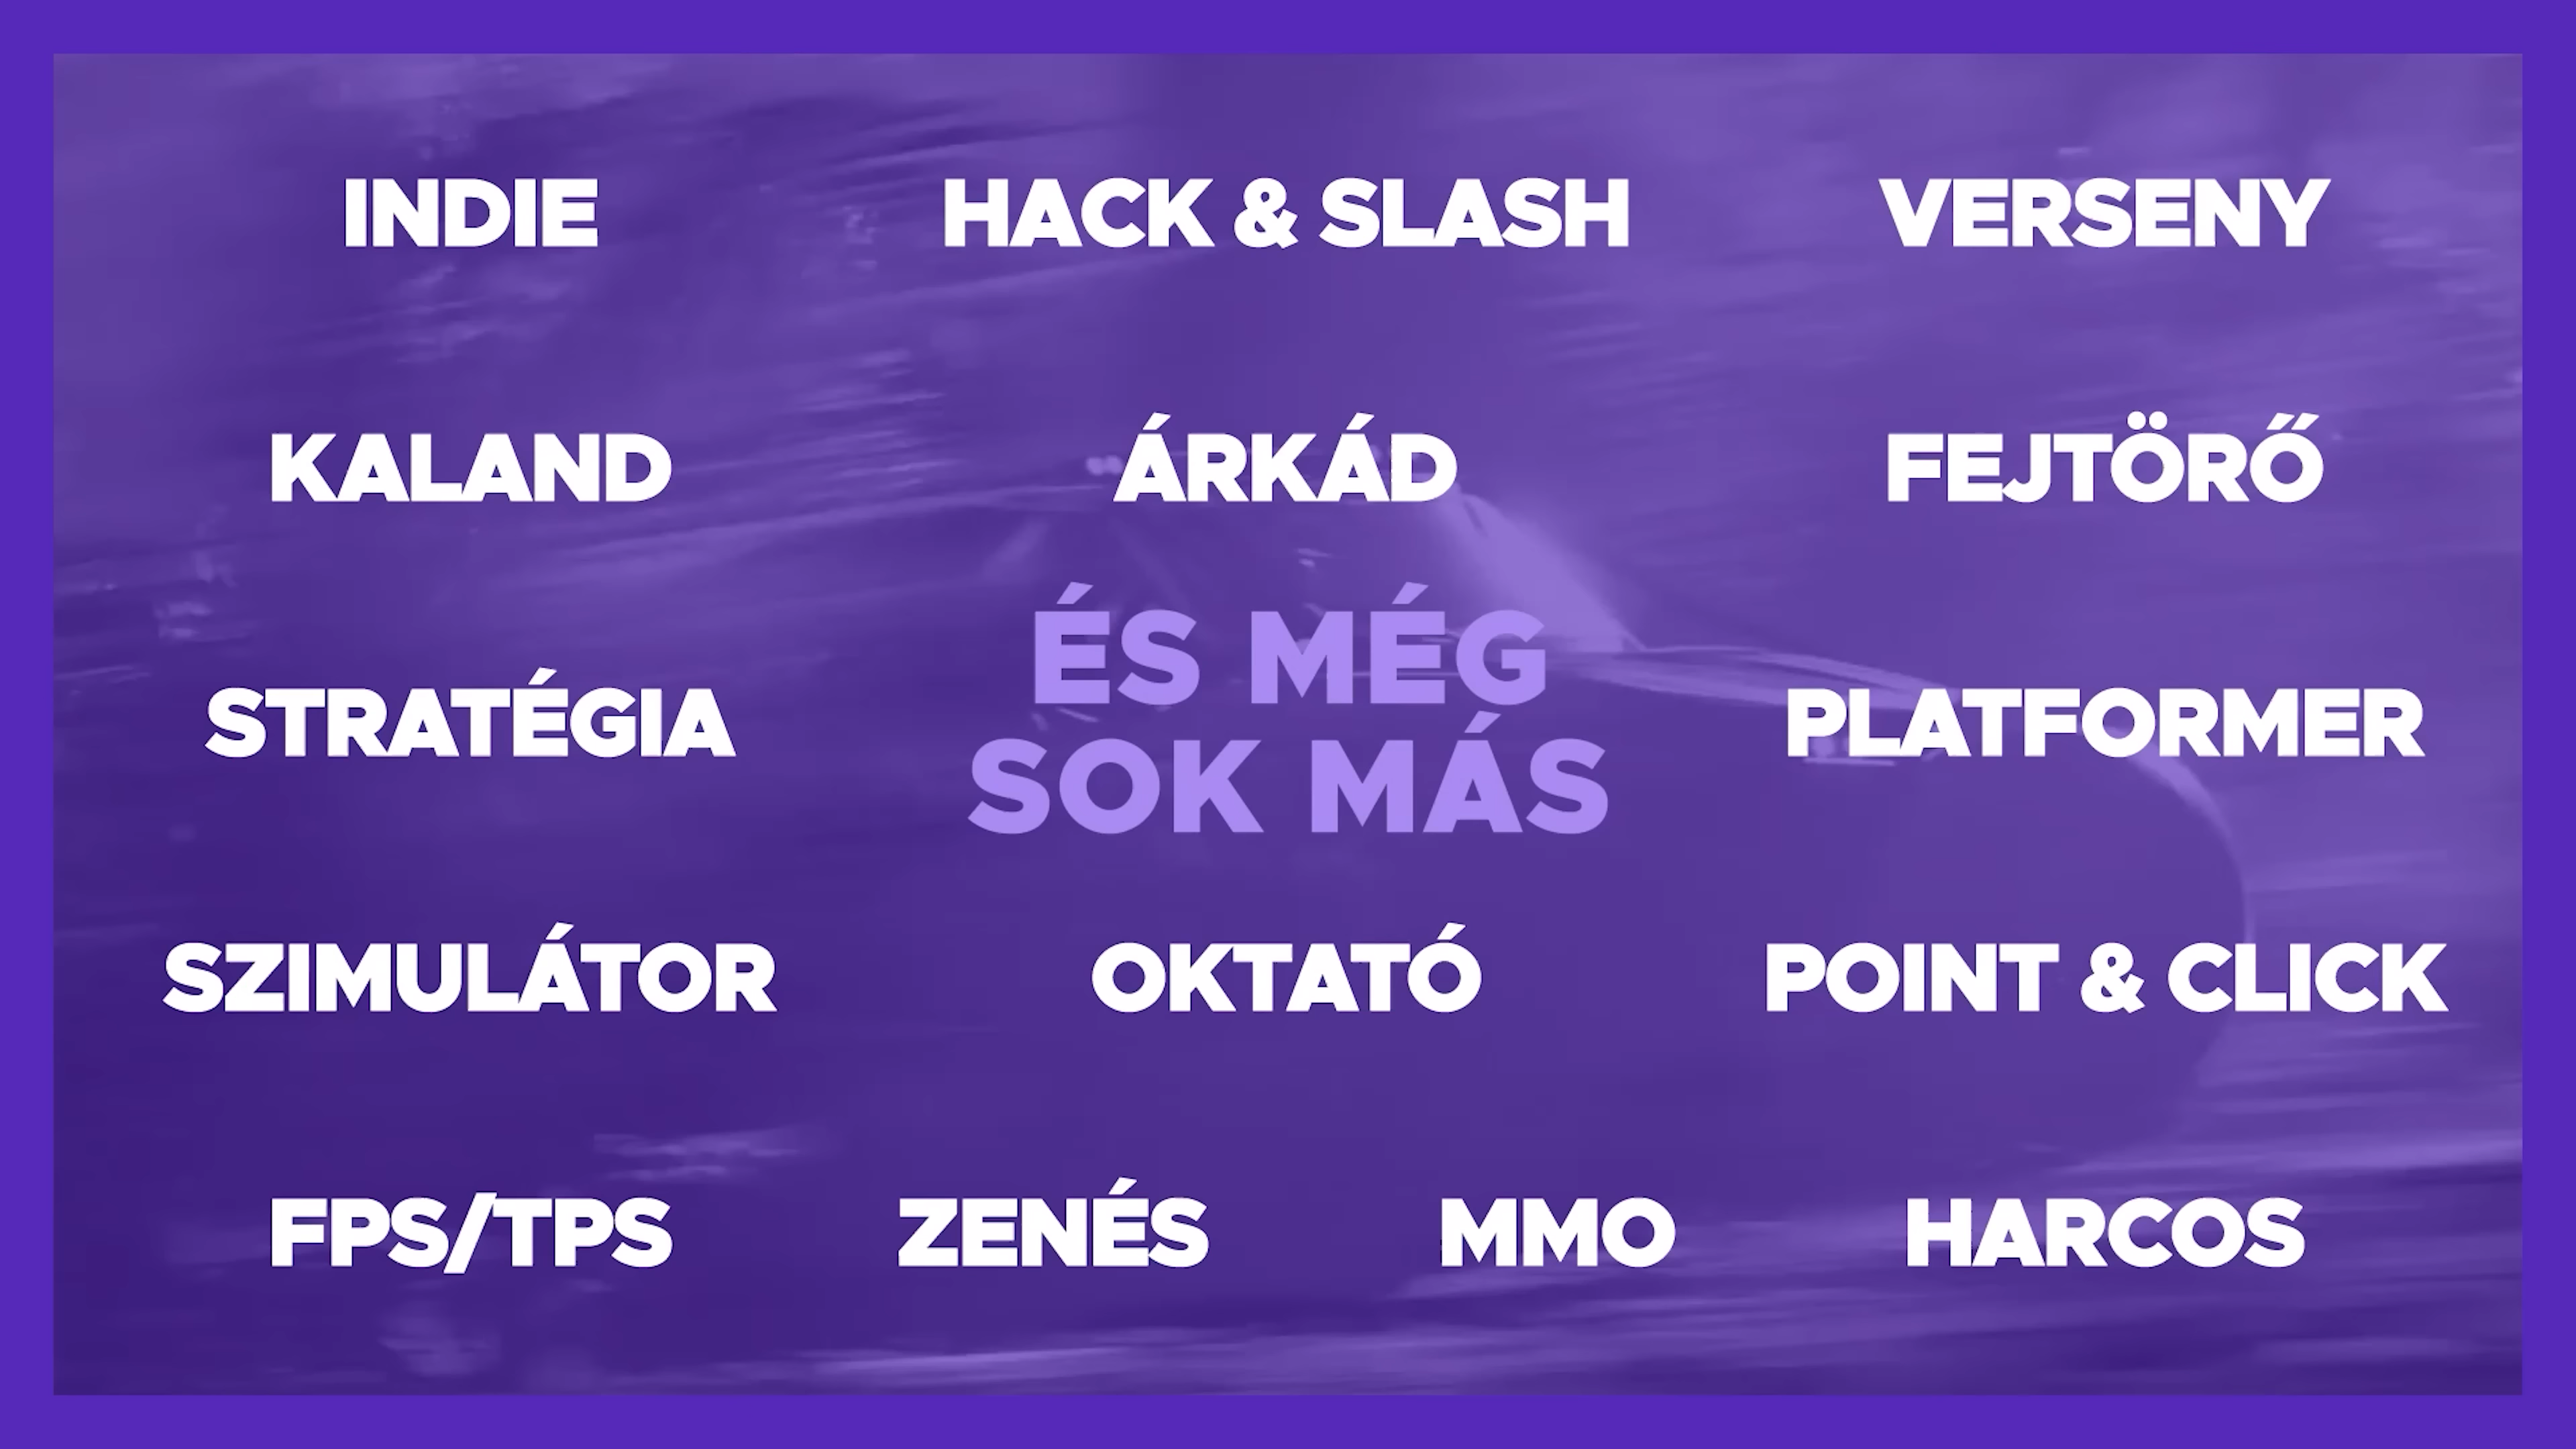 INDIE
HACK & SLASH
VERSENY
KALAND
ÁRKÁD
FEJTÖRŐ
ÉS MÉG
SOK MÁS
STRATÉGIA
PLATFORMER
SZIMULÁTOR
OKTATÓ
POINT & CLICK
FPS/TPS
ZENÉS
MMO
HARCOS